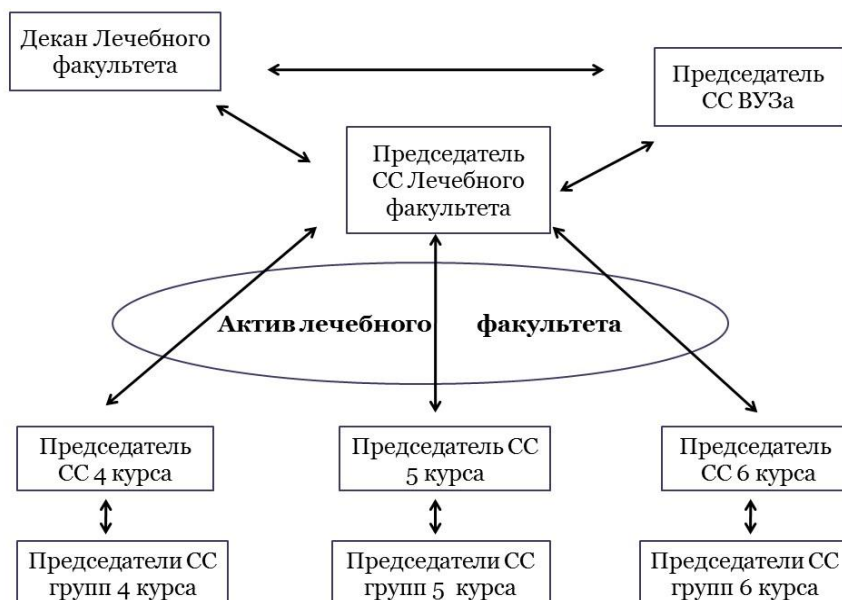 Декан Лечебного
факультета
Председатель
СС ВУЗа
Председатель
СС Лечебного
факультета
Актив лечебного факультета
Председатель
СС 4 курса
Председатель СС
5 курса
Председатель
СС 6 курса
Председатели СС
групп 4 курса
Председатели СС
групп 5 курса
Председатели СС
групп 6 курса